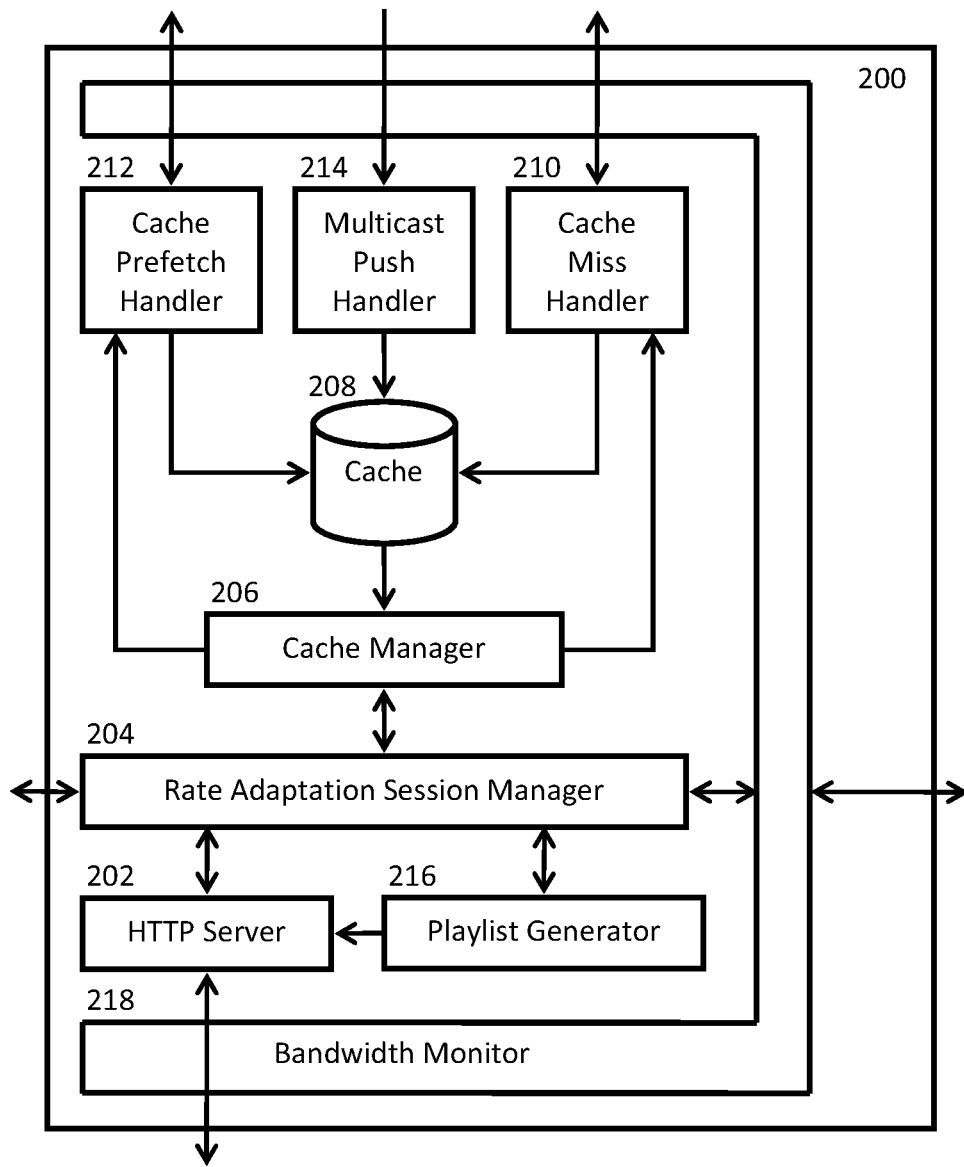 200
212
214
210
Cache
Prefetch
Handler
Multicast
Push
Handler
Cache
Miss
Handler
208
Cache
206
Cache Manager
204
Rate Adaptation Session Manager
202
216
HTTP Server
Playlist Generator
218
Bandwidth Monitor